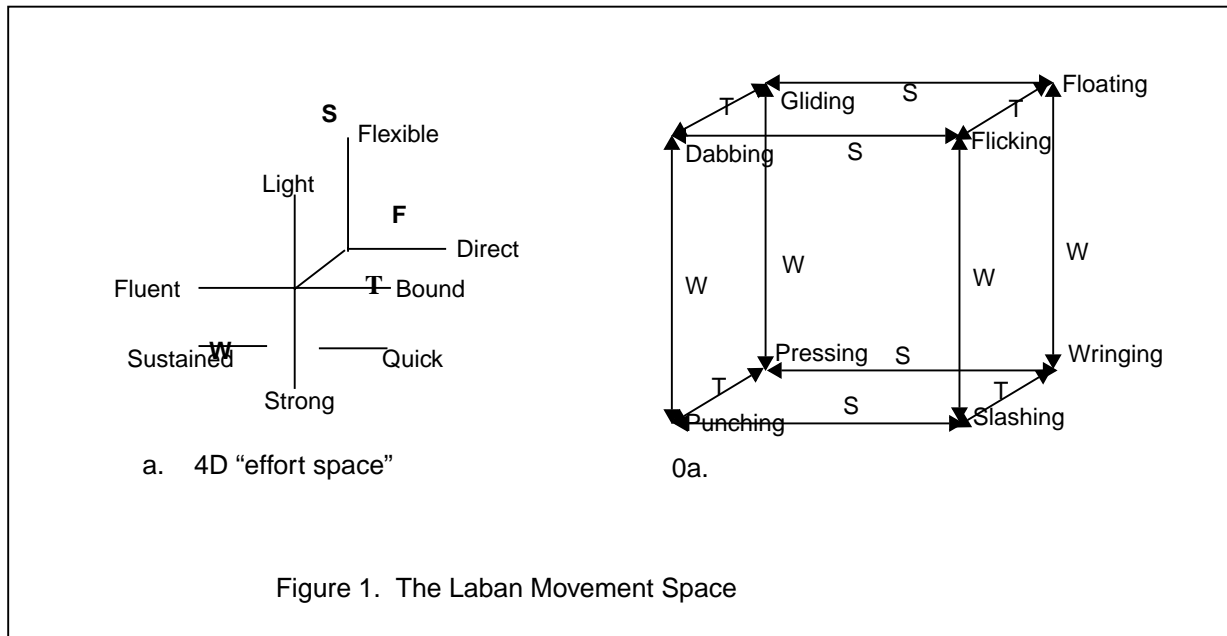 S
Flexible
Light
F
Direct
Fluent
T
Bound
Sustained
W
Quick
Strong
a. 4D “effort space”
Gliding
S
Floating
T
T
Dabbing
S
Flicking
W
W
W
W
Pressing
S
Wringing
T
T
Punching
S
Slashing
0a.
Figure 1. The Laban Movement Space